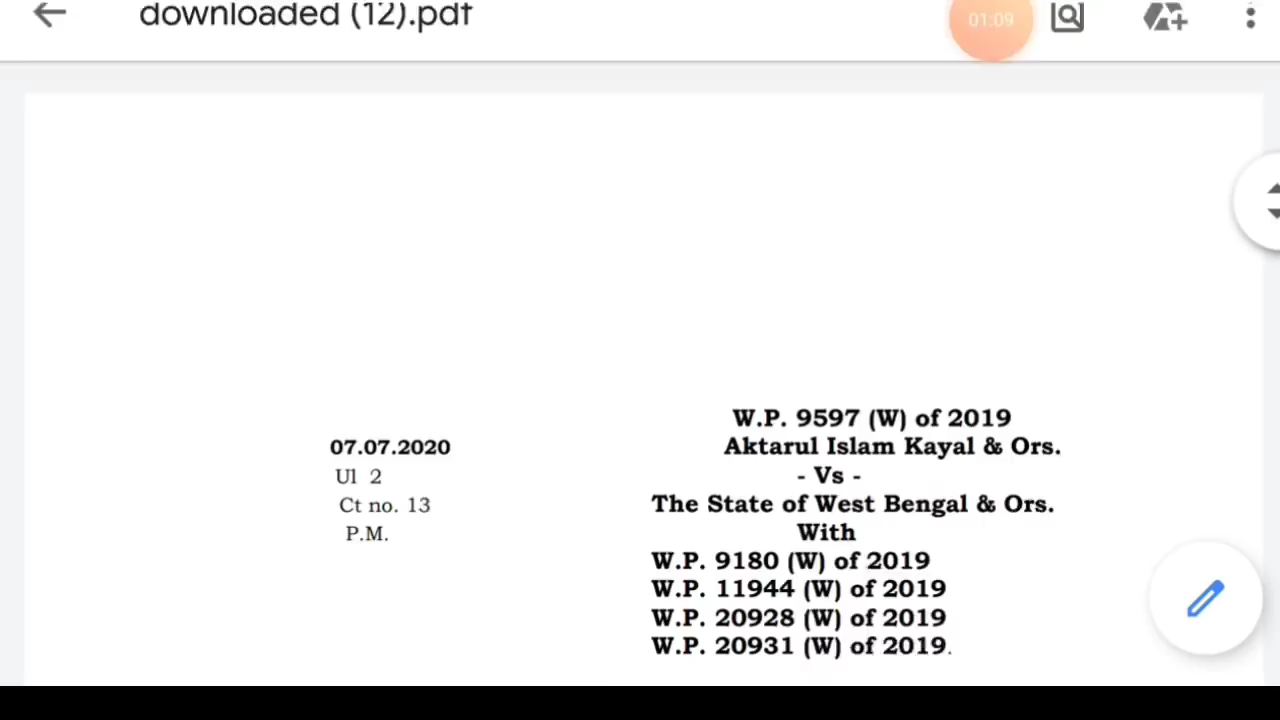 downloaded (12).pdf
01:09
W.P. 9597 (W) of 2019
07.07.2020
Aktarul Islam Kayal & Ors.
Ul 2
- Vs -
Ct no. 13
The State of West Bengal & Ors.
P.M.
With
W.P. 9180 (W) of 2019
W.P. 11944 (W) of 2019
W.P. 20928 (W) of 2019
W.P. 20931 (W) of 2019.